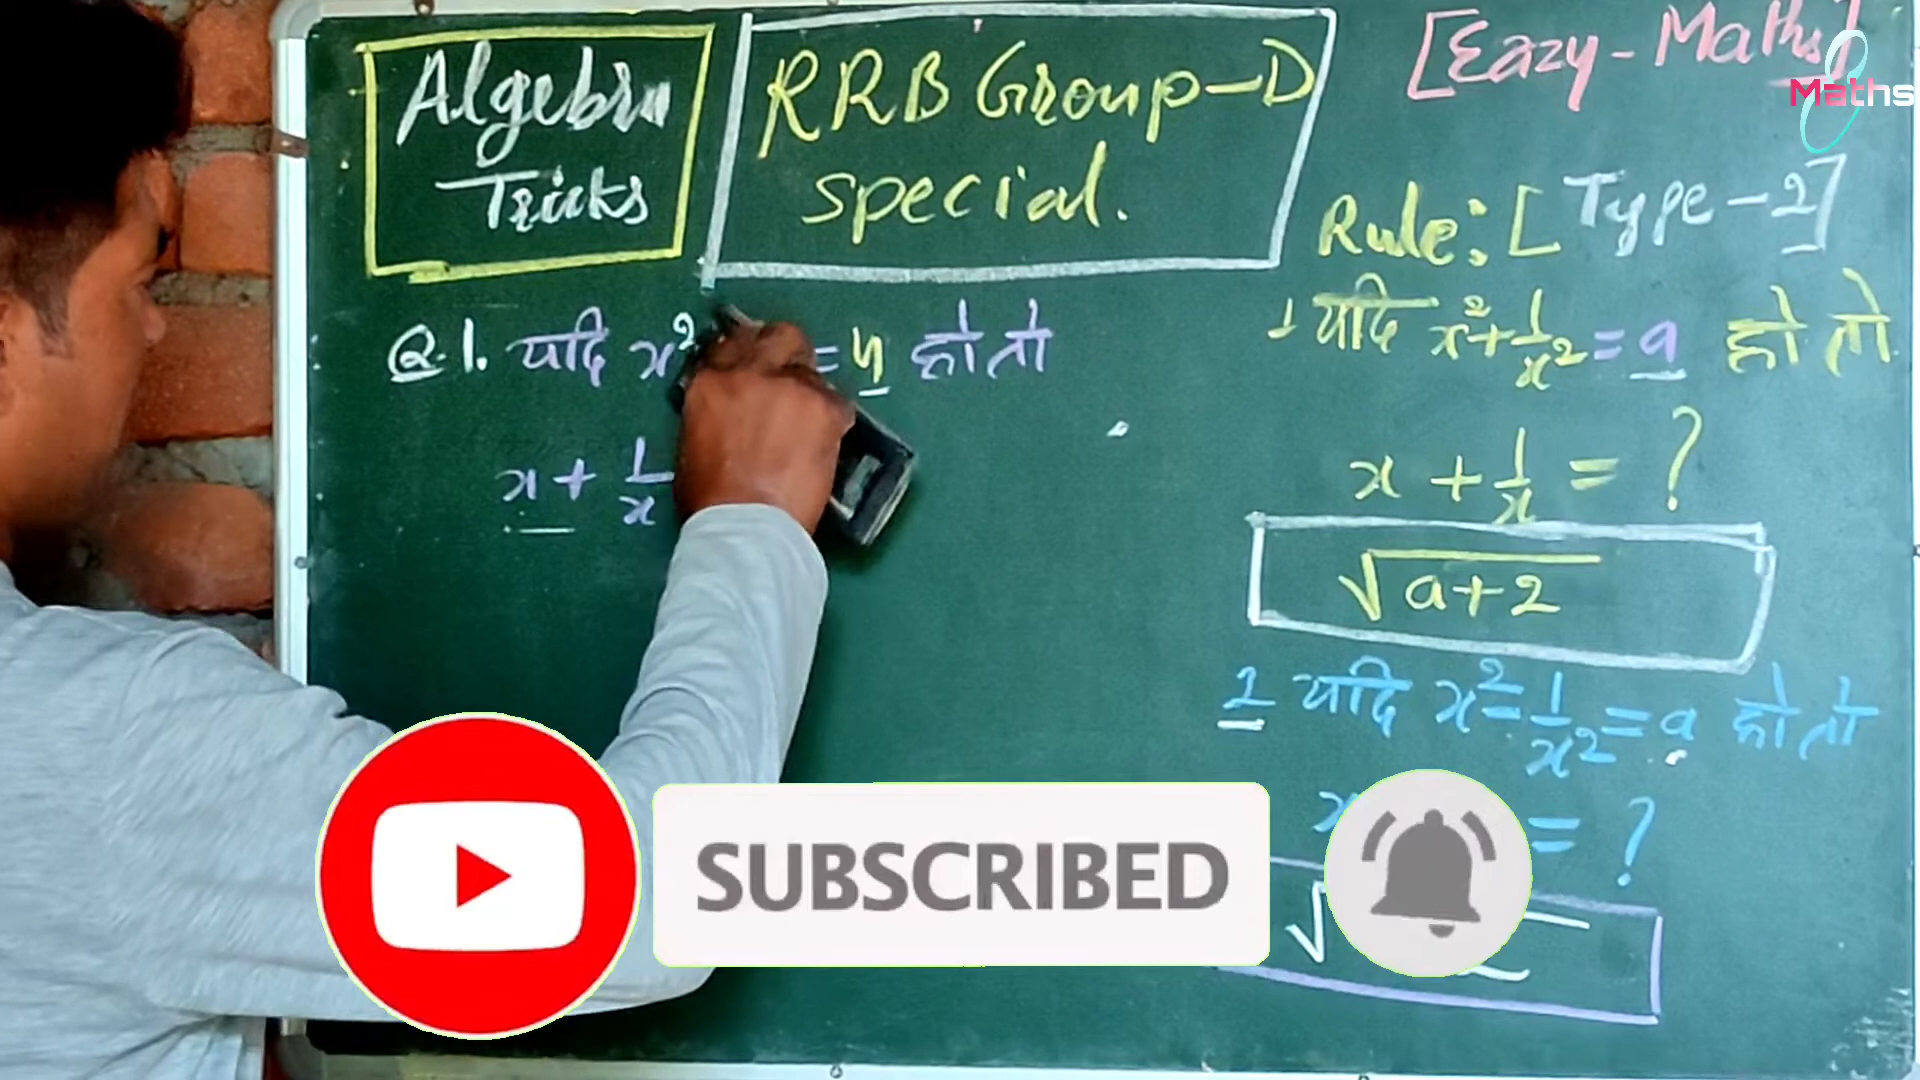 Algebra
Tricks
RRB Group-D
special.
[Eazy-Maths]
Maths
Rule: [Type-2]
Q.1. यदि x² = 5 हो तो
x + 1/x
1 यदि x² + 1/x² = a हो तो
x + 1/x = ?
√a+2
2 यदि x² - 1/x² = a हो तो
x = ?
SUBSCRIBED